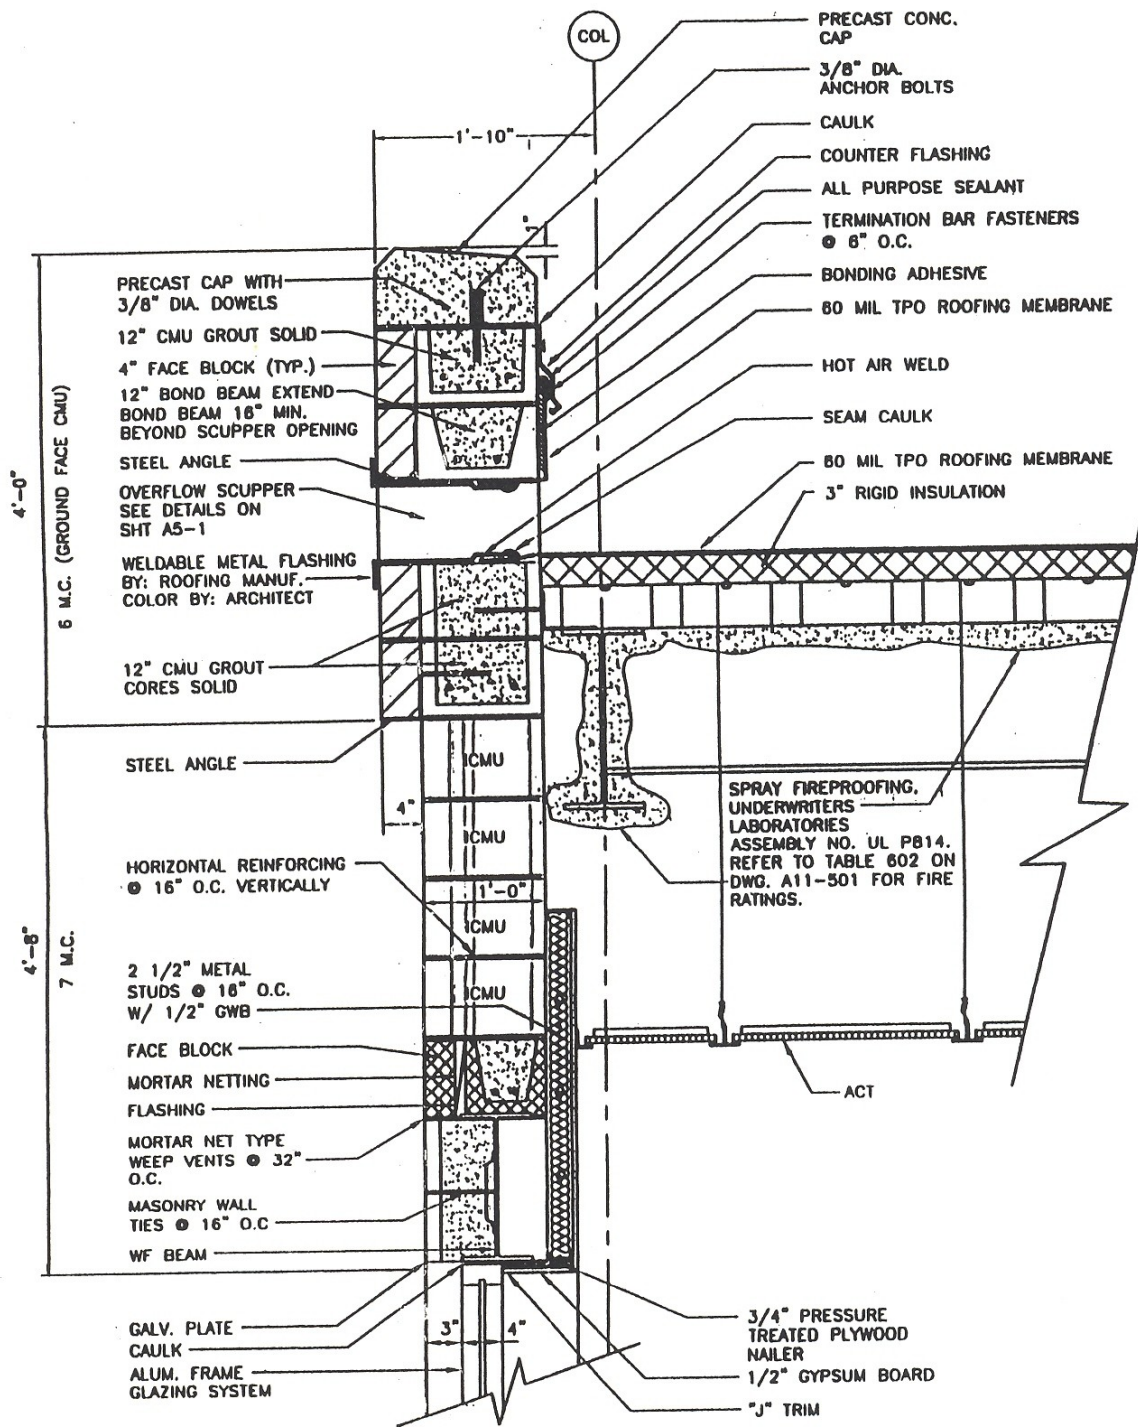 COL
PRECAST CONC.
CAP
3/8" DIA.
ANCHOR BOLTS
CAULK
COUNTER FLASHING
ALL PURPOSE SEALANT
TERMINATION BAR FASTENERS
@ 6" O.C.
BONDING ADHESIVE
60 MIL TPO ROOFING MEMBRANE
HOT AIR WELD
SEAM CAULK
60 MIL TPO ROOFING MEMBRANE
3" RIGID INSULATION
1'-10"
1"
PRECAST CAP WITH
3/8" DIA. DOWELS
12" CMU GROUT SOLID
4" FACE BLOCK (TYP.)
12" BOND BEAM EXTEND
BOND BEAM 16" MIN.
BEYOND SCUPPER OPENING
STEEL ANGLE
OVERFLOW SCUPPER
SEE DETAILS ON
SHT A5-1
WELDABLE METAL FLASHING
BY: ROOFING MANUF.
COLOR BY: ARCHITECT
12" CMU GROUT
CORES SOLID
STEEL ANGLE
4'-0"
6 M.C. (GROUND FACE CMU)
4'-8"
7 M.C.
4"
ICMU
ICMU
1'-0"
ICMU
ICMU
HORIZONTAL REINFORCING
@ 16" O.C. VERTICALLY
2 1/2" METAL
STUDS @ 16" O.C.
W/ 1/2" GWB
FACE BLOCK
MORTAR NETTING
FLASHING
MORTAR NET TYPE
WEEP VENTS @ 32"
O.C.
MASONRY WALL
TIES @ 16" O.C
WF BEAM
GALV. PLATE
CAULK
ALUM. FRAME
GLAZING SYSTEM
3"
4"
SPRAY FIREPROOFING,
UNDERWRITERS
LABORATORIES
ASSEMBLY NO. UL P814.
REFER TO TABLE 602 ON
DWG. A11-501 FOR FIRE
RATINGS.
ACT
3/4" PRESSURE
TREATED PLYWOOD
NAILER
1/2" GYPSUM BOARD
"J" TRIM